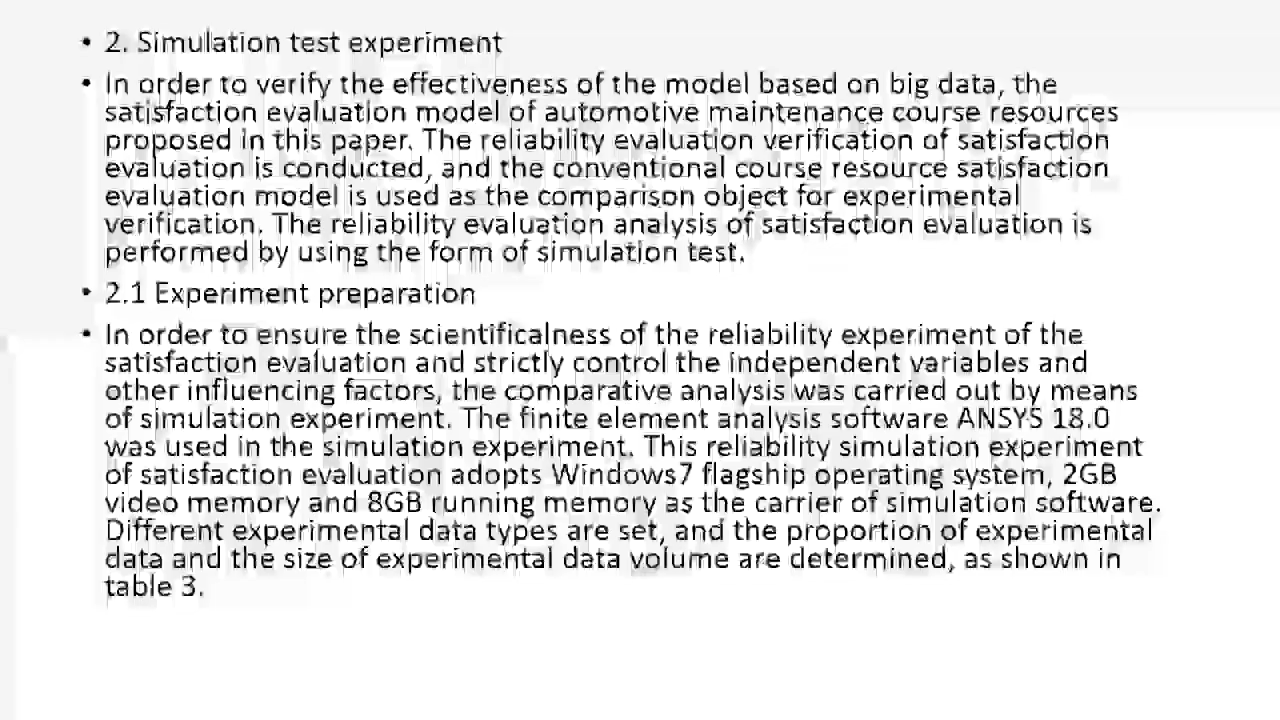 • 2. Simulation test experiment
• In order to verify the effectiveness of the model based on big data, the
satisfaction evaluation model of automotive maintenance course resources
proposed in this paper. The reliability evaluation verification of satisfaction
evaluation is conducted, and the conventional course resource satisfaction
evaluation model is used as the comparison object for experimental
verification. The reliability evaluation analysis of satisfaction evaluation is
performed by using the form of simulation test.
• 2.1 Experiment preparation
• In order to ensure the scientificalness of the reliability experiment of the
satisfaction evaluation and strictly control the independent variables and
other influencing factors, the comparative analysis was carried out by means
of simulation experiment. The finite element analysis software ANSYS 18.0
was used in the simulation experiment. This reliability simulation experiment
of satisfaction evaluation adopts Windows7 flagship operating system, 2GB
video memory and 8GB running memory as the carrier of simulation software.
Different experimental data types are set, and the proportion of experimental
data and the size of experimental data volume are determined, as shown in
table 3.